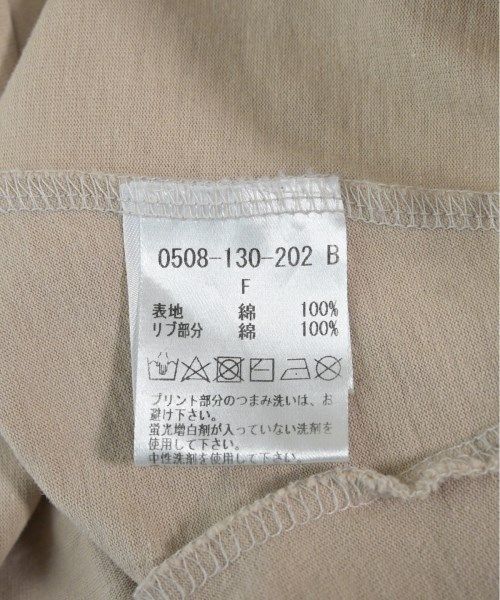 0508-130-202 B
F
表地 綿 100%
リブ部分 綿 100%
プリント部分のつまみ洗いは、お
避け下さい。
蛍光増白剤が入っていない洗剤を
使用して下さい。
中性洗剤を使用して下さい。